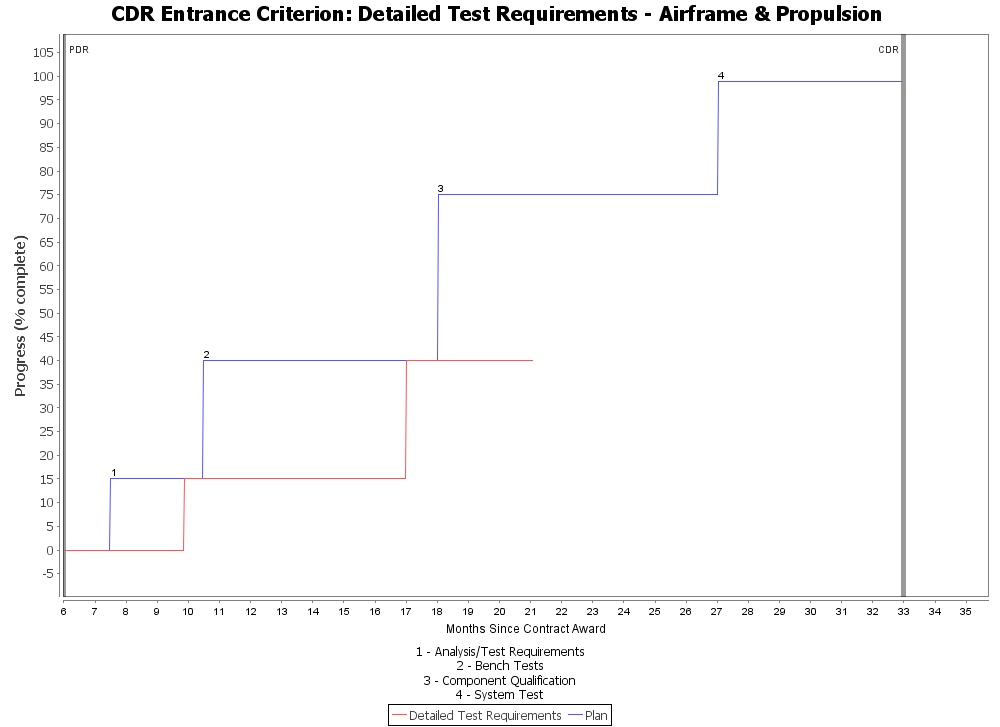 CDR Entrance Criterion: Detailed Test Requirements - Airframe & Propulsion
PDR
CDR
Progress (% complete)
105
100
95
90
85
80
75
70
65
60
55
50
45
40
35
30
25
20
15
10
5
0
-5
4
3
2
1
6 7 8 9 10 11 12 13 14 15 16 17 18 19 20 21 22 23 24 25 26 27 28 29 30 31 32 33 34 35
Months Since Contract Award
1 - Analysis/Test Requirements
2 - Bench Tests
3 - Component Qualification
4 - System Test
Detailed Test Requirements Plan